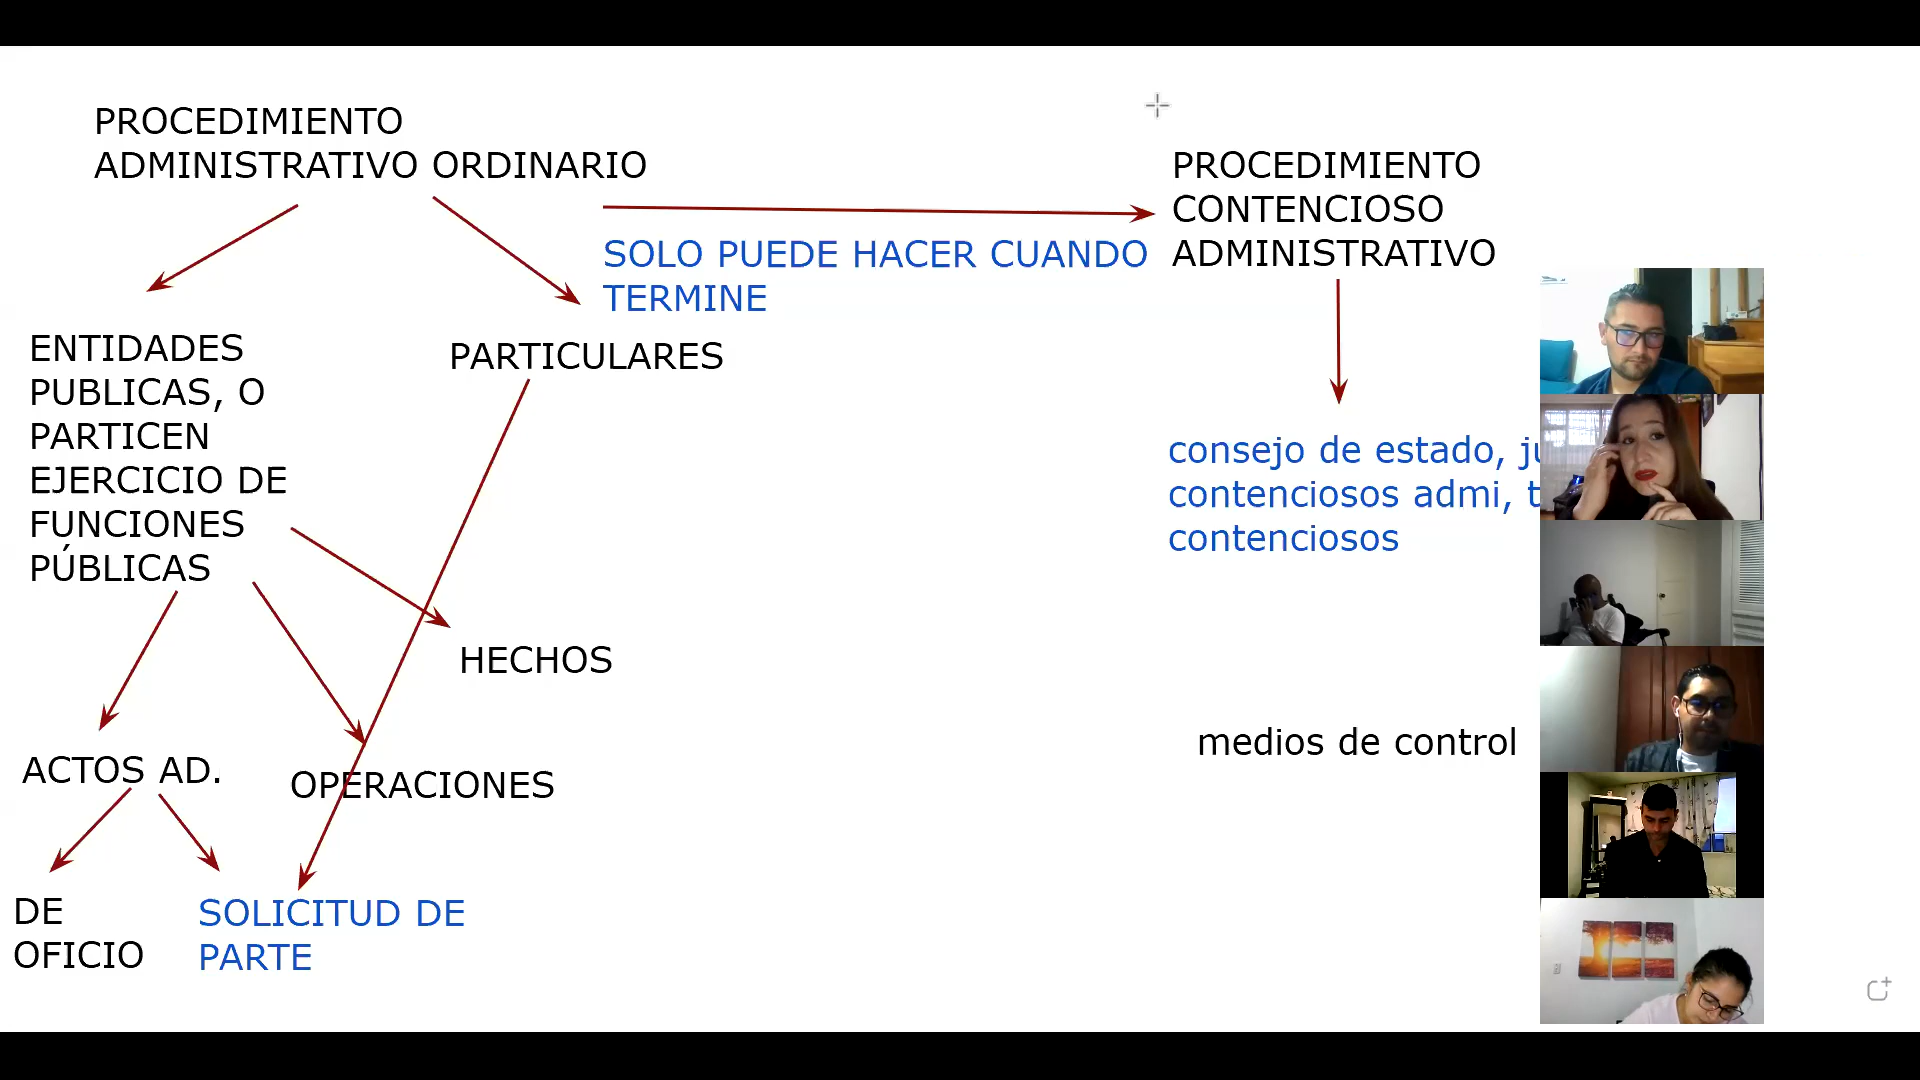 PROCEDIMIENTO
ADMINISTRATIVO ORDINARIO
SOLO PUEDE HACER CUANDO
TERMINE
PROCEDIMIENTO
CONTENCIOSO
ADMINISTRATIVO
ENTIDADES
PUBLICAS, O
PARTICEN
EJERCICIO DE
FUNCIONES
PÚBLICAS
PARTICULARES
consejo de estado,
contenciosos admi,
contenciosos
HECHOS
medios de control
ACTOS AD.
OPERACIONES
DE
OFICIO
SOLICITUD DE
PARTE